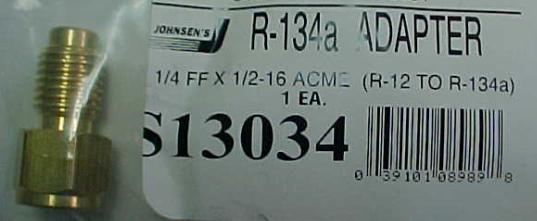 JOHNSEN'S
R-134a ADAPTER
1/4 FF X 1/2-16 ACME (R-12 TO R-134a)
1 EA.
S13034
0 39101 08989 8